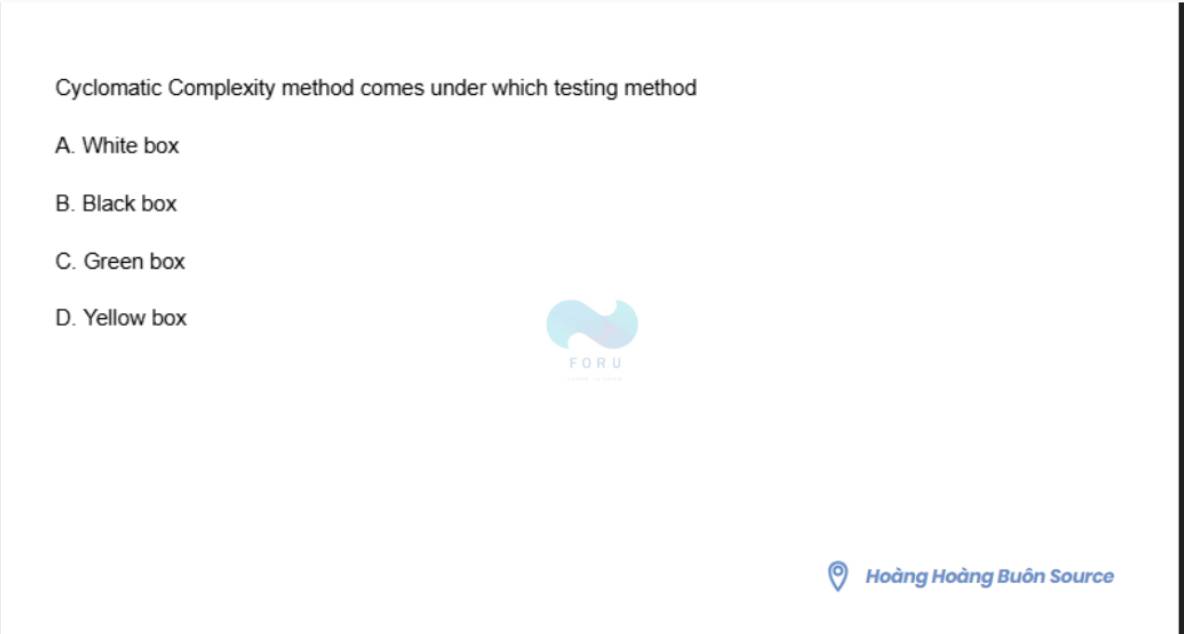 Cyclomatic Complexity method comes under which testing method
A. White box
B. Black box
C. Green box
D. Yellow box
FORU
Hoàng Hoàng Buôn Source